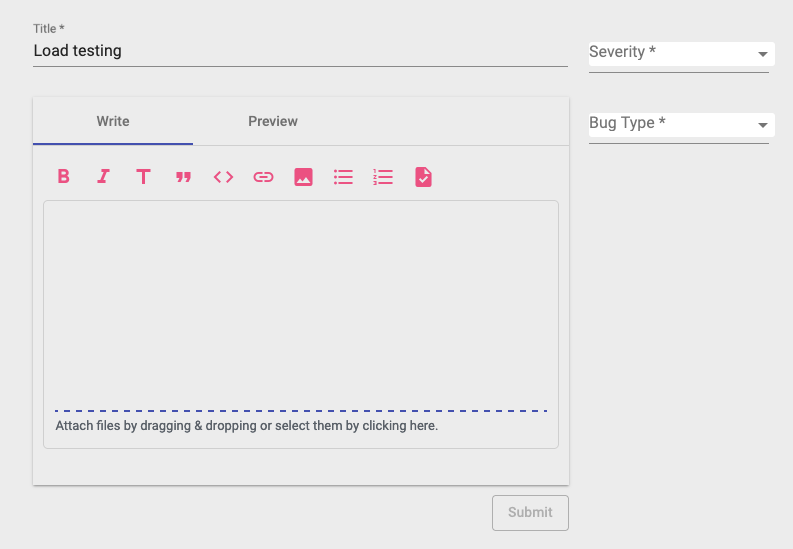 Title *
Load testing
Severity *
Write Preview
Bug Type *
Attach files by dragging & dropping or select them by clicking here.
Submit